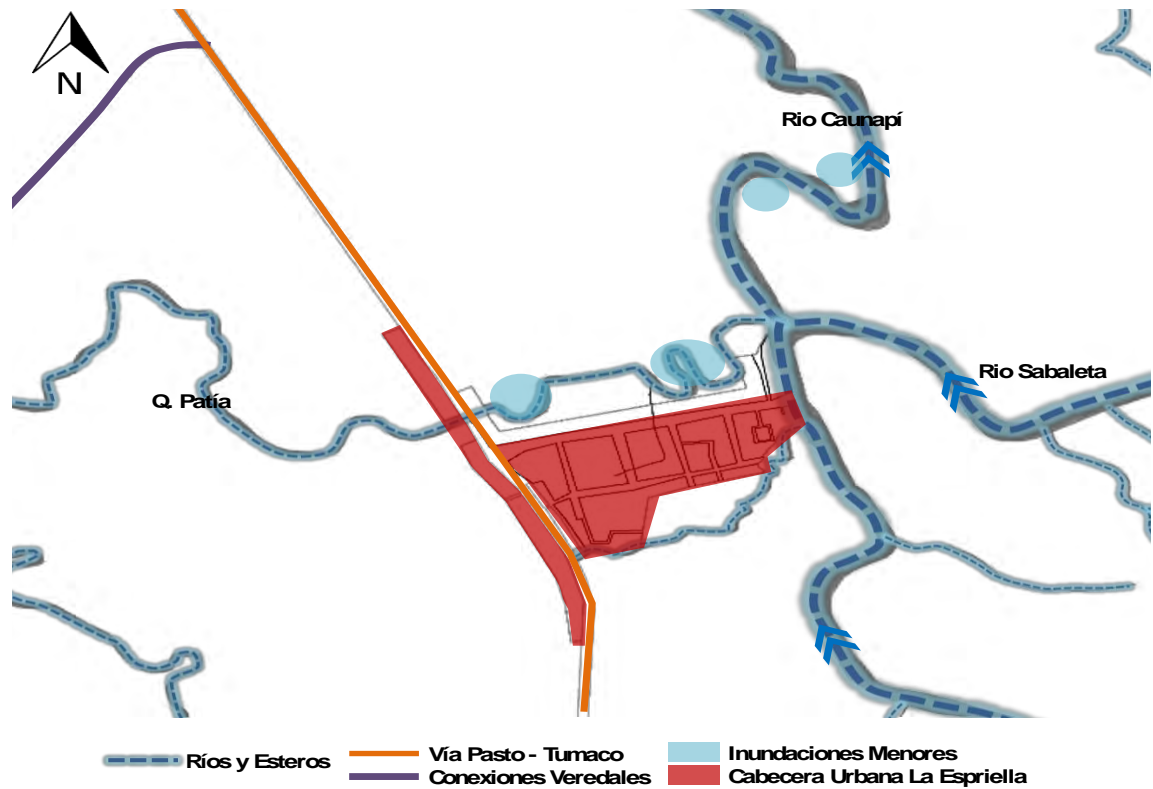 N
Rio Caunapí
Rio Sabaleta
Q. Patía
Ríos y Esteros
Vía Pasto - Tumaco
Conexiones Veredales
Inundaciones Menores
Cabecera Urbana La Espriella